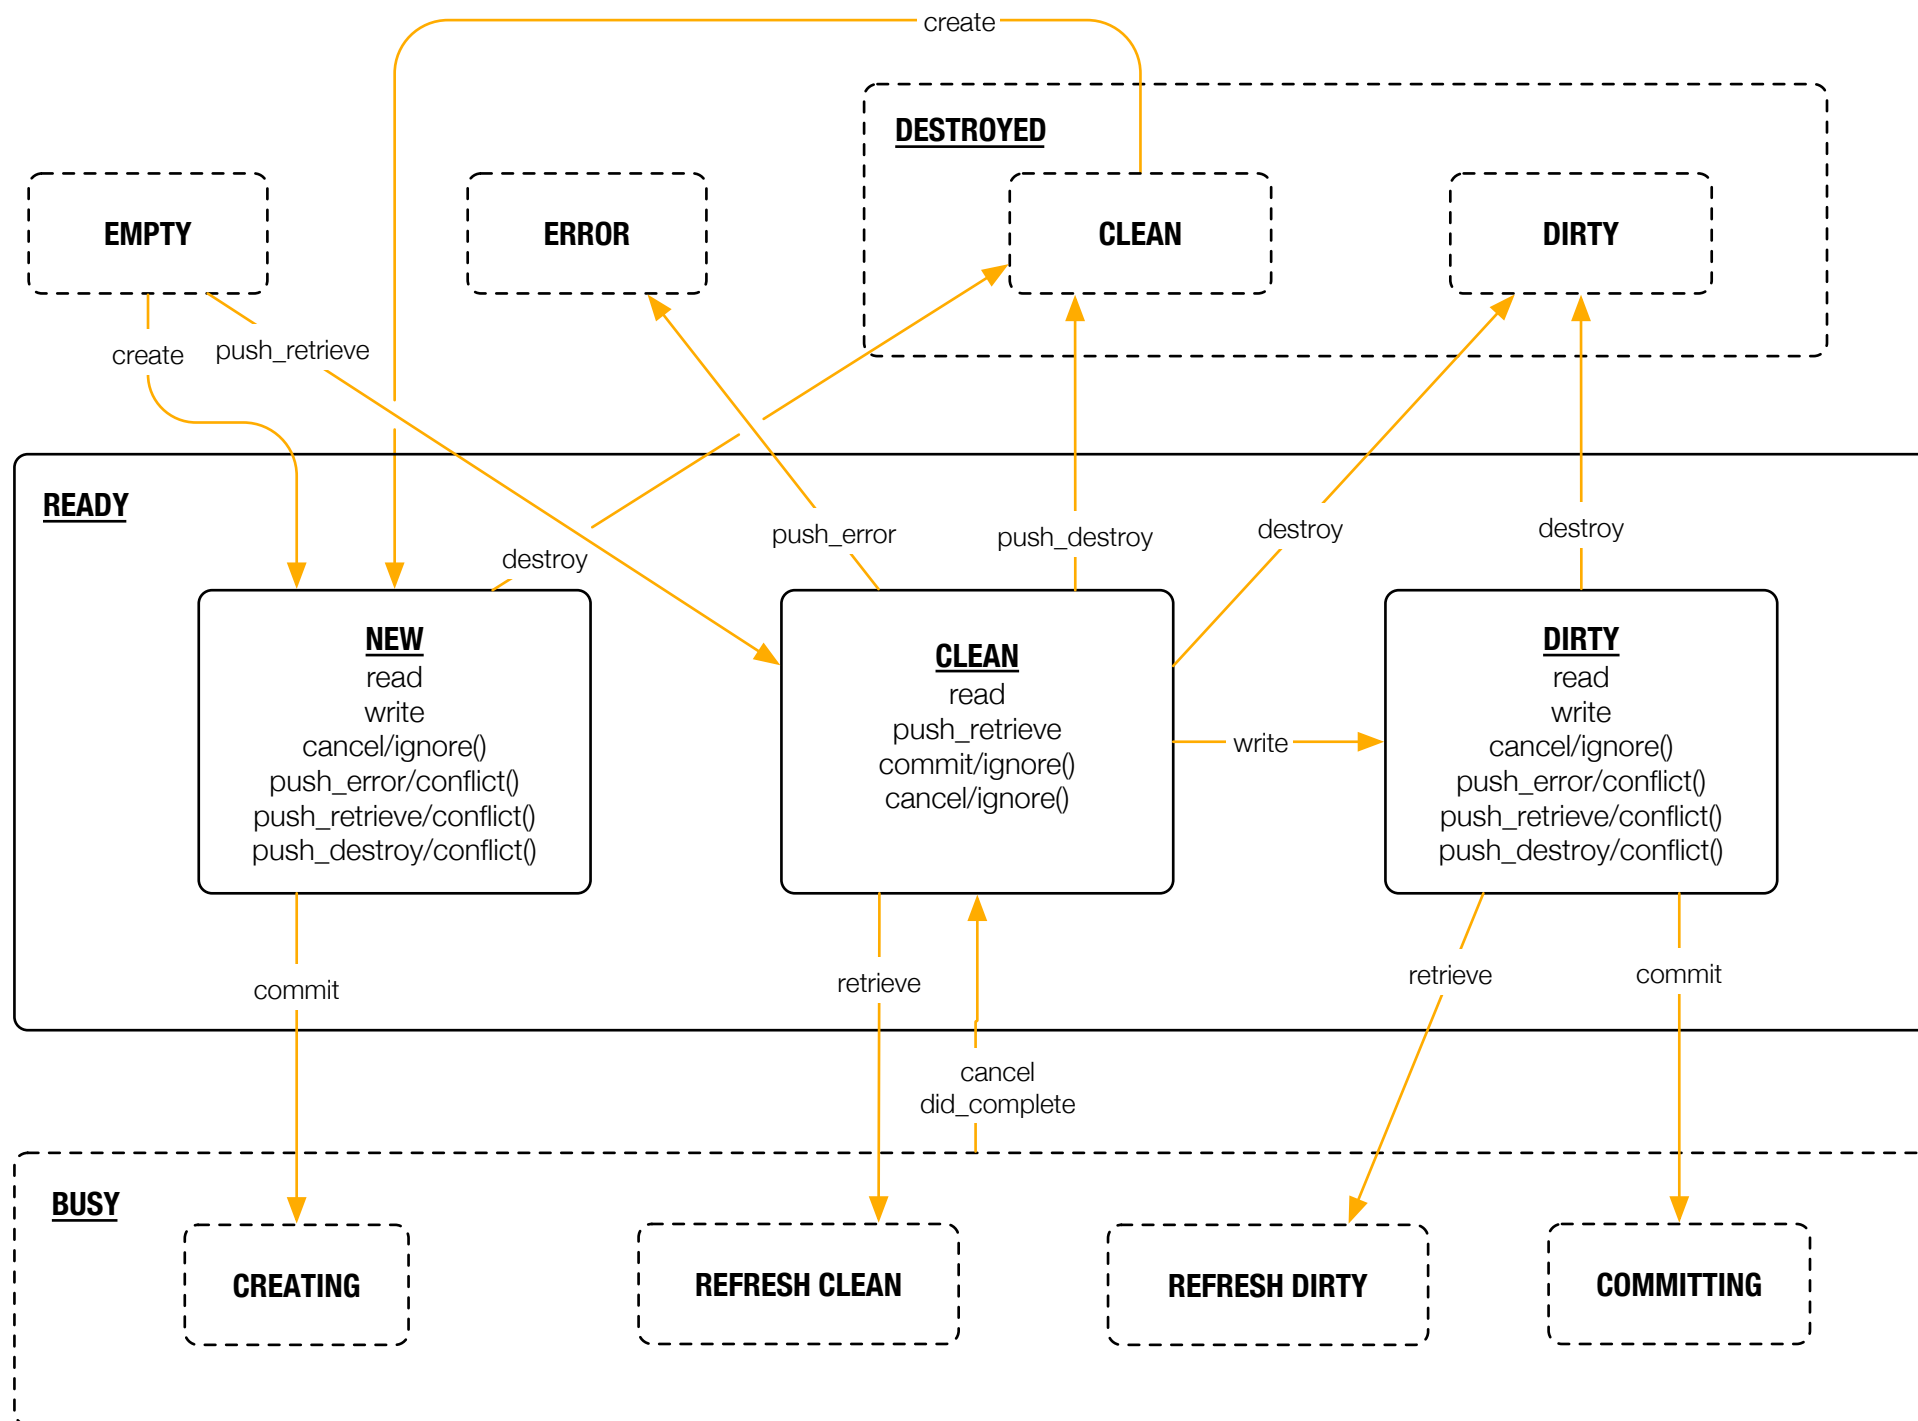 create
DESTROYED
EMPTY
ERROR
CLEAN
DIRTY
create
push_retrieve
READY
push_error
push_destroy
destroy
destroy
destroy
NEW
read
write
cancel/ignore()
push_error/conflict()
push_retrieve/conflict()
push_destroy/conflict()
CLEAN
read
push_retrieve
commit/ignore()
cancel/ignore()
write
DIRTY
read
write
cancel/ignore()
push_error/conflict()
push_retrieve/conflict()
push_destroy/conflict()
commit
retrieve
retrieve
commit
cancel
did_complete
BUSY
CREATING
REFRESH CLEAN
REFRESH DIRTY
COMMITTING